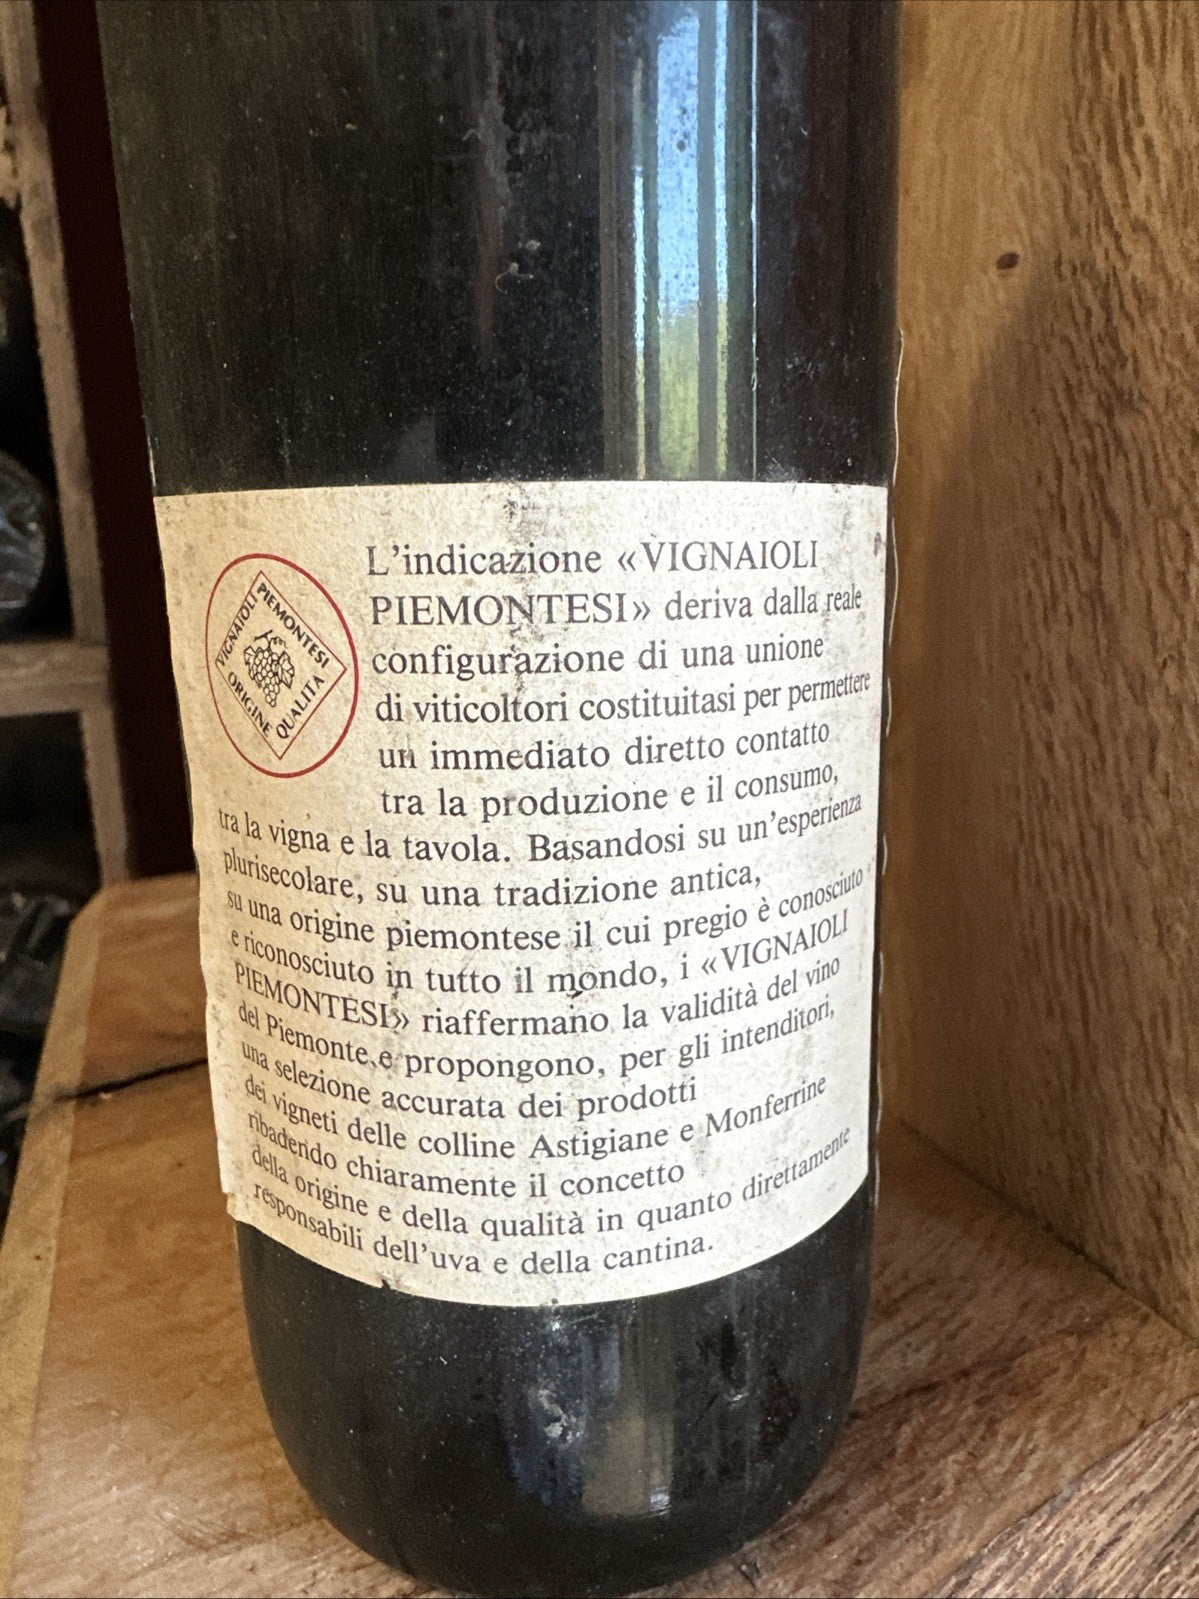 VIGNAIOLI PIEMONTESI
ORIGINE QUALITÀ
L'indicazione «VIGNAIOLI
PIEMONTESI» deriva dalla reale
configurazione di una unione
di viticoltori costituitasi per permettere
un immediato diretto contatto
tra la produzione e il consumo,
tra la vigna e la tavola. Basandosi su un'esperienza
plurisecolare, su una tradizione antica,
su una origine piemontese il cui pregio è conosciuto
e riconosciuto in tutto il mondo, i «VIGNAIOLI
PIEMONTESI» riaffermano la validità del vino
del Piemonte e propongono, per gli intenditori,
una selezione accurata dei prodotti
dei vigneti delle colline Astigiane e Monferrine
ribadendo chiaramente il concetto
della origine e della qualità in quanto direttamente
responsabili dell'uva e della cantina.